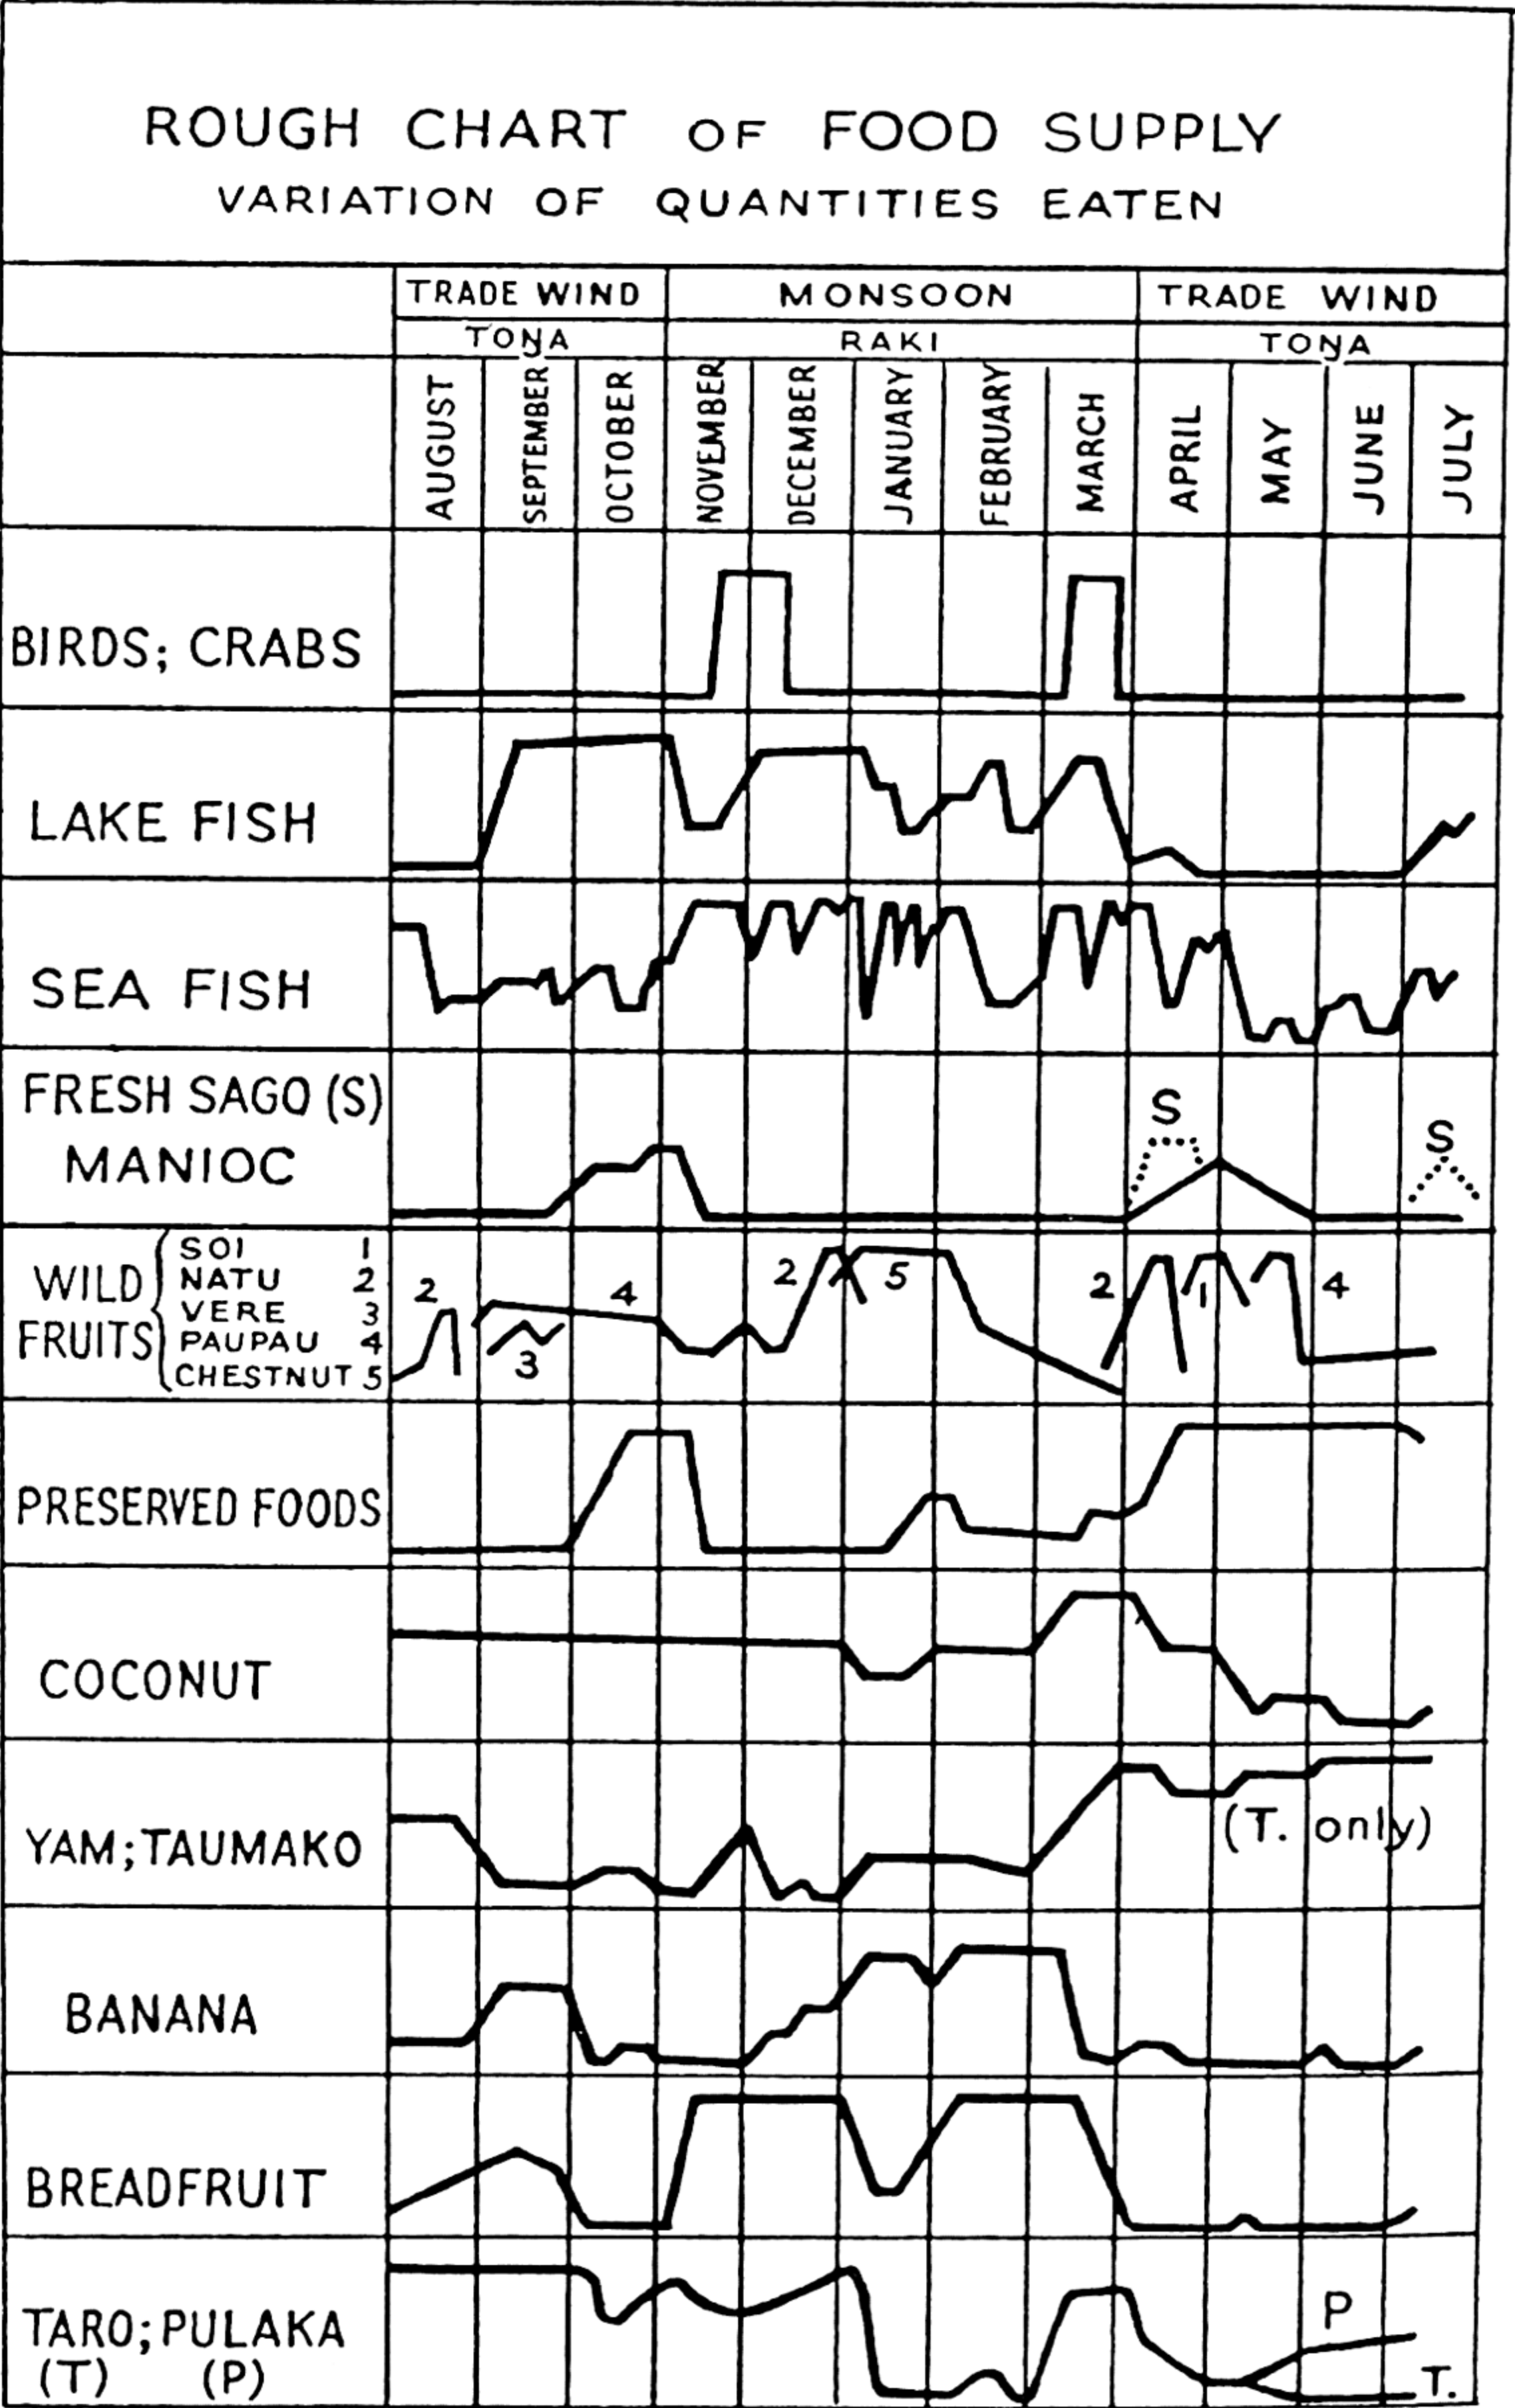 ROUGH CHART OF FOOD SUPPLY
VARIATION OF QUANTITIES EATEN
TRADE WIND MONSOON TRADE WIND
TOŊA RAKI TOŊA
AUGUST SEPTEMBER OCTOBER NOVEMBER DECEMBER JANUARY FEBRUARY MARCH APRIL MAY JUNE JULY
BIRDS; CRABS
LAKE FISH
SEA FISH
FRESH SAGO (S)
MANIOC
S S
WILD FRUITS
SOI 1
NATU 2
VERE 3
PAUPAU 4
CHESTNUT 5
2 3 4 2 5 2 1 4
PRESERVED FOODS
COCONUT
YAM; TAUMAKO
(T. only)
BANANA
BREADFRUIT
TARO; PULAKA
(T) (P)
P
T.